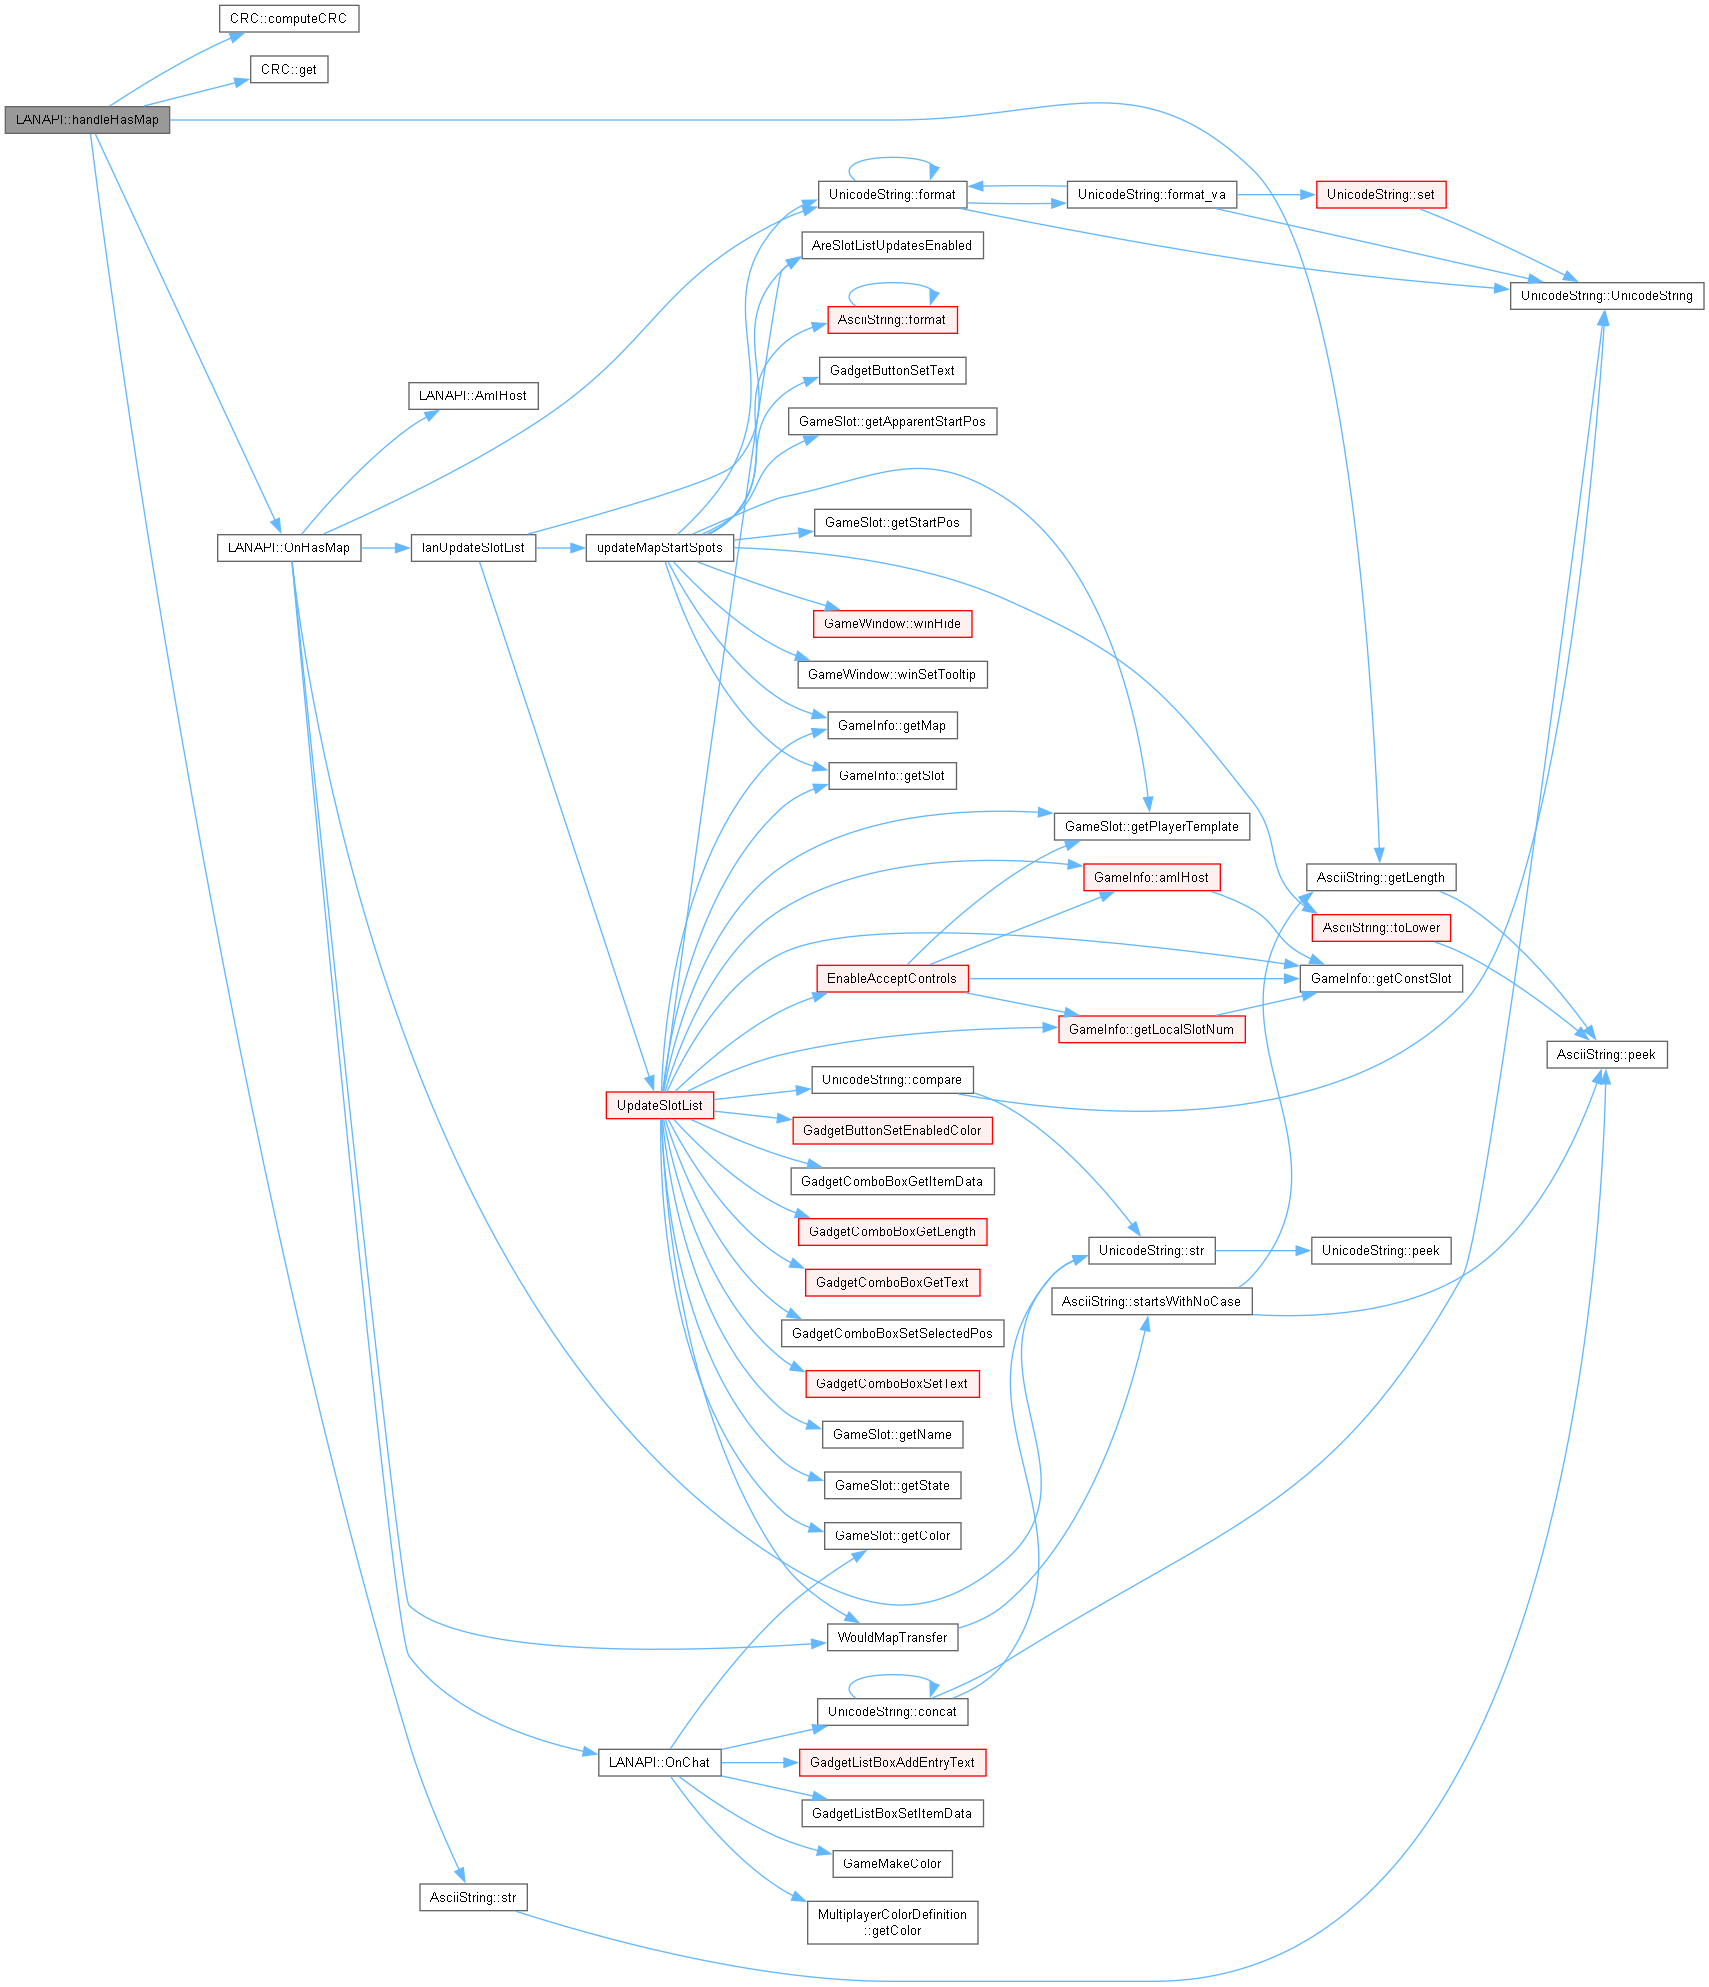 CRC::computeCRC
CRC::get
LANAPI::handleHasMap
UnicodeString::format
UnicodeString::format_va
UnicodeString::set
AreSlotListUpdatesEnabled
UnicodeString::UnicodeString
AsciiString::format
GadgetButtonSetText
LANAPI::AmIHost
GameSlot::getApparentStartPos
GameSlot::getStartPos
LANAPI::OnHasMap
lanUpdateSlotList
updateMapStartSpots
GameWindow::winHide
GameWindow::winSetTooltip
GameInfo::getMap
GameInfo::getSlot
GameSlot::getPlayerTemplate
GameInfo::amIHost
AsciiString::getLength
AsciiString::toLower
EnableAcceptControls
GameInfo::getConstSlot
GameInfo::getLocalSlotNum
AsciiString::peek
UnicodeString::compare
UpdateSlotList
GadgetButtonSetEnabledColor
GadgetComboBoxGetItemData
GadgetComboBoxGetLength
UnicodeString::str
UnicodeString::peek
GadgetComboBoxGetText
AsciiString::startsWithNoCase
GadgetComboBoxSetSelectedPos
GadgetComboBoxSetText
GameSlot::getName
GameSlot::getState
GameSlot::getColor
WouldMapTransfer
UnicodeString::concat
LANAPI::OnChat
GadgetListBoxAddEntryText
GadgetListBoxSetItemData
GameMakeColor
AsciiString::str
MultiplayerColorDefinition
::getColor